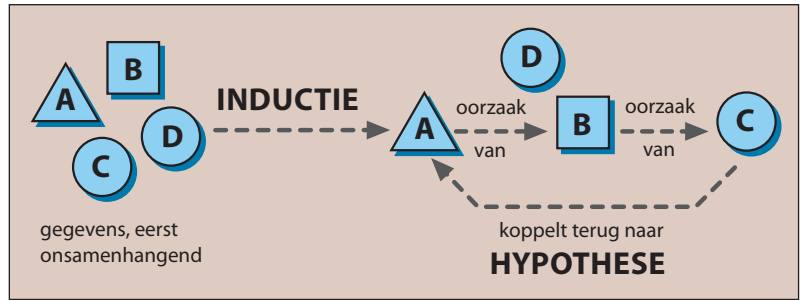 A
B
C
D
gegevens, eerst
onsamenhangend
INDUCTIE
A
oorzaak
van
D
B
oorzaak
van
C
koppelt terug naar
HYPOTHESE